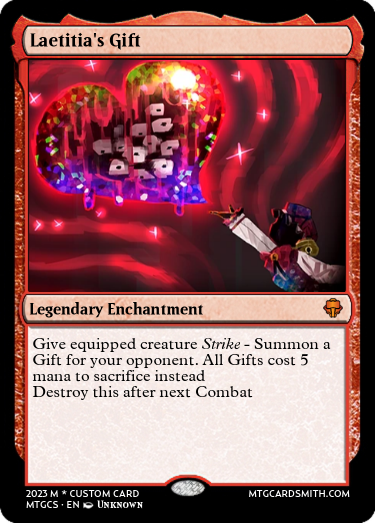 Laetitia's Gift
Legendary Enchantment
Give equipped creature Strike - Summon a
Gift for your opponent. All Gifts cost 5
mana to sacrifice instead
Destroy this after next Combat
2023 M * CUSTOM CARD
MTGCARDSMITH.COM
MTGCS · EN Unknown